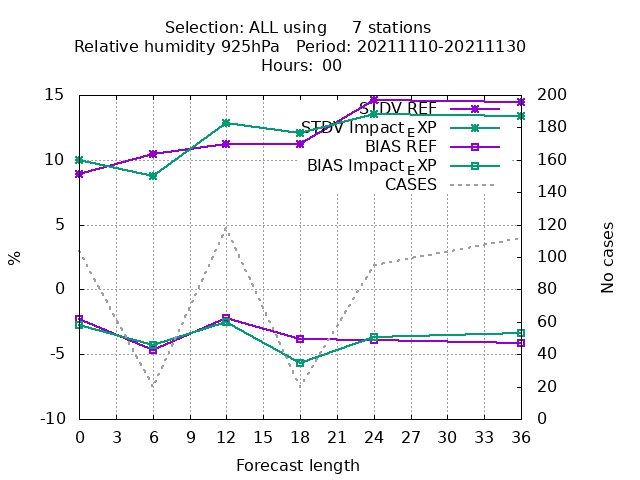 Selection: ALL using 7 stations
Relative humidity 925hPa Period: 20211110-20211130
Hours: 00
15 200
STDV REF
180
STDV Impact_EXP
BIAS REF
10 160
BIAS Impact_EXP
CASES
140
5 120
100
%
No cases
0 80
60
-5 40
20
-10 0
0 3 6 9 12 15 18 21 24 27 30 33 36
Forecast length